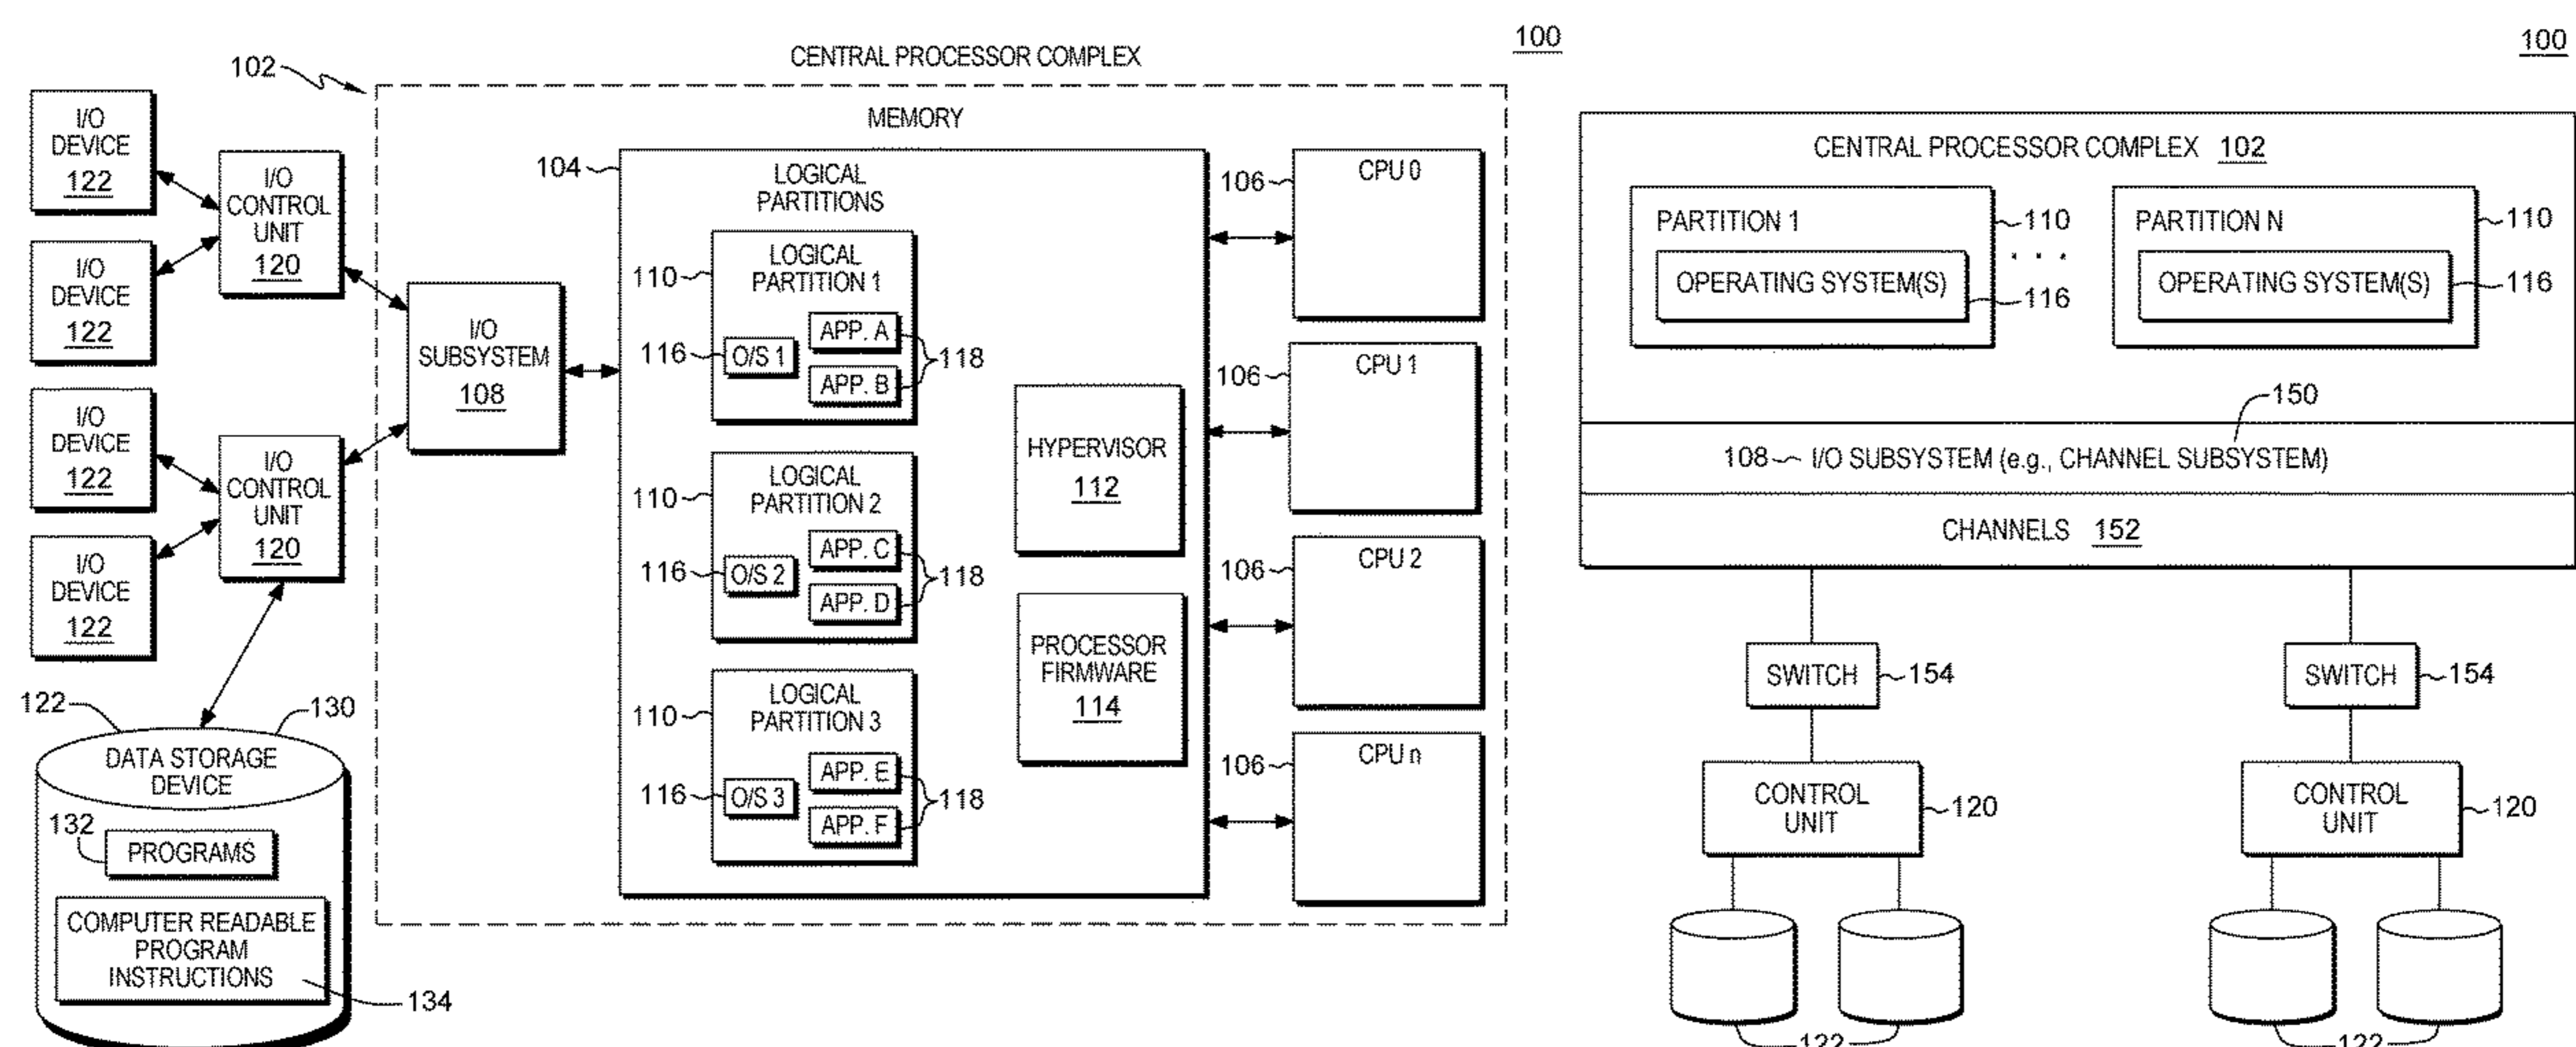 100
CENTRAL PROCESSOR COMPLEX
102
I/O
DEVICE
122
I/O
DEVICE
122
I/O
DEVICE
122
I/O
DEVICE
122
I/O
CONTROL
UNIT
120
I/O
CONTROL
UNIT
120
122
130
DATA STORAGE
DEVICE
132
PROGRAMS
COMPUTER READABLE
PROGRAM
INSTRUCTIONS
134
I/O
SUBSYSTEM
108
MEMORY
104
LOGICAL
PARTITIONS
110
LOGICAL
PARTITION 1
116
O/S 1
APP. A
APP. B
118
110
LOGICAL
PARTITION 2
116
O/S 2
APP. C
APP. D
118
110
LOGICAL
PARTITION 3
116
O/S 3
APP. E
APP. F
118
HYPERVISOR
112
PROCESSOR
FIRMWARE
114
106
CPU 0
106
CPU 1
106
CPU 2
106
CPU n
100
CENTRAL PROCESSOR COMPLEX 102
PARTITION 1
110
OPERATING SYSTEM(S)
116
. . .
PARTITION N
110
OPERATING SYSTEM(S)
116
150
108 I/O SUBSYSTEM (e.g., CHANNEL SUBSYSTEM)
CHANNELS 152
SWITCH
154
SWITCH
154
CONTROL
UNIT
120
CONTROL
UNIT
120
122
122